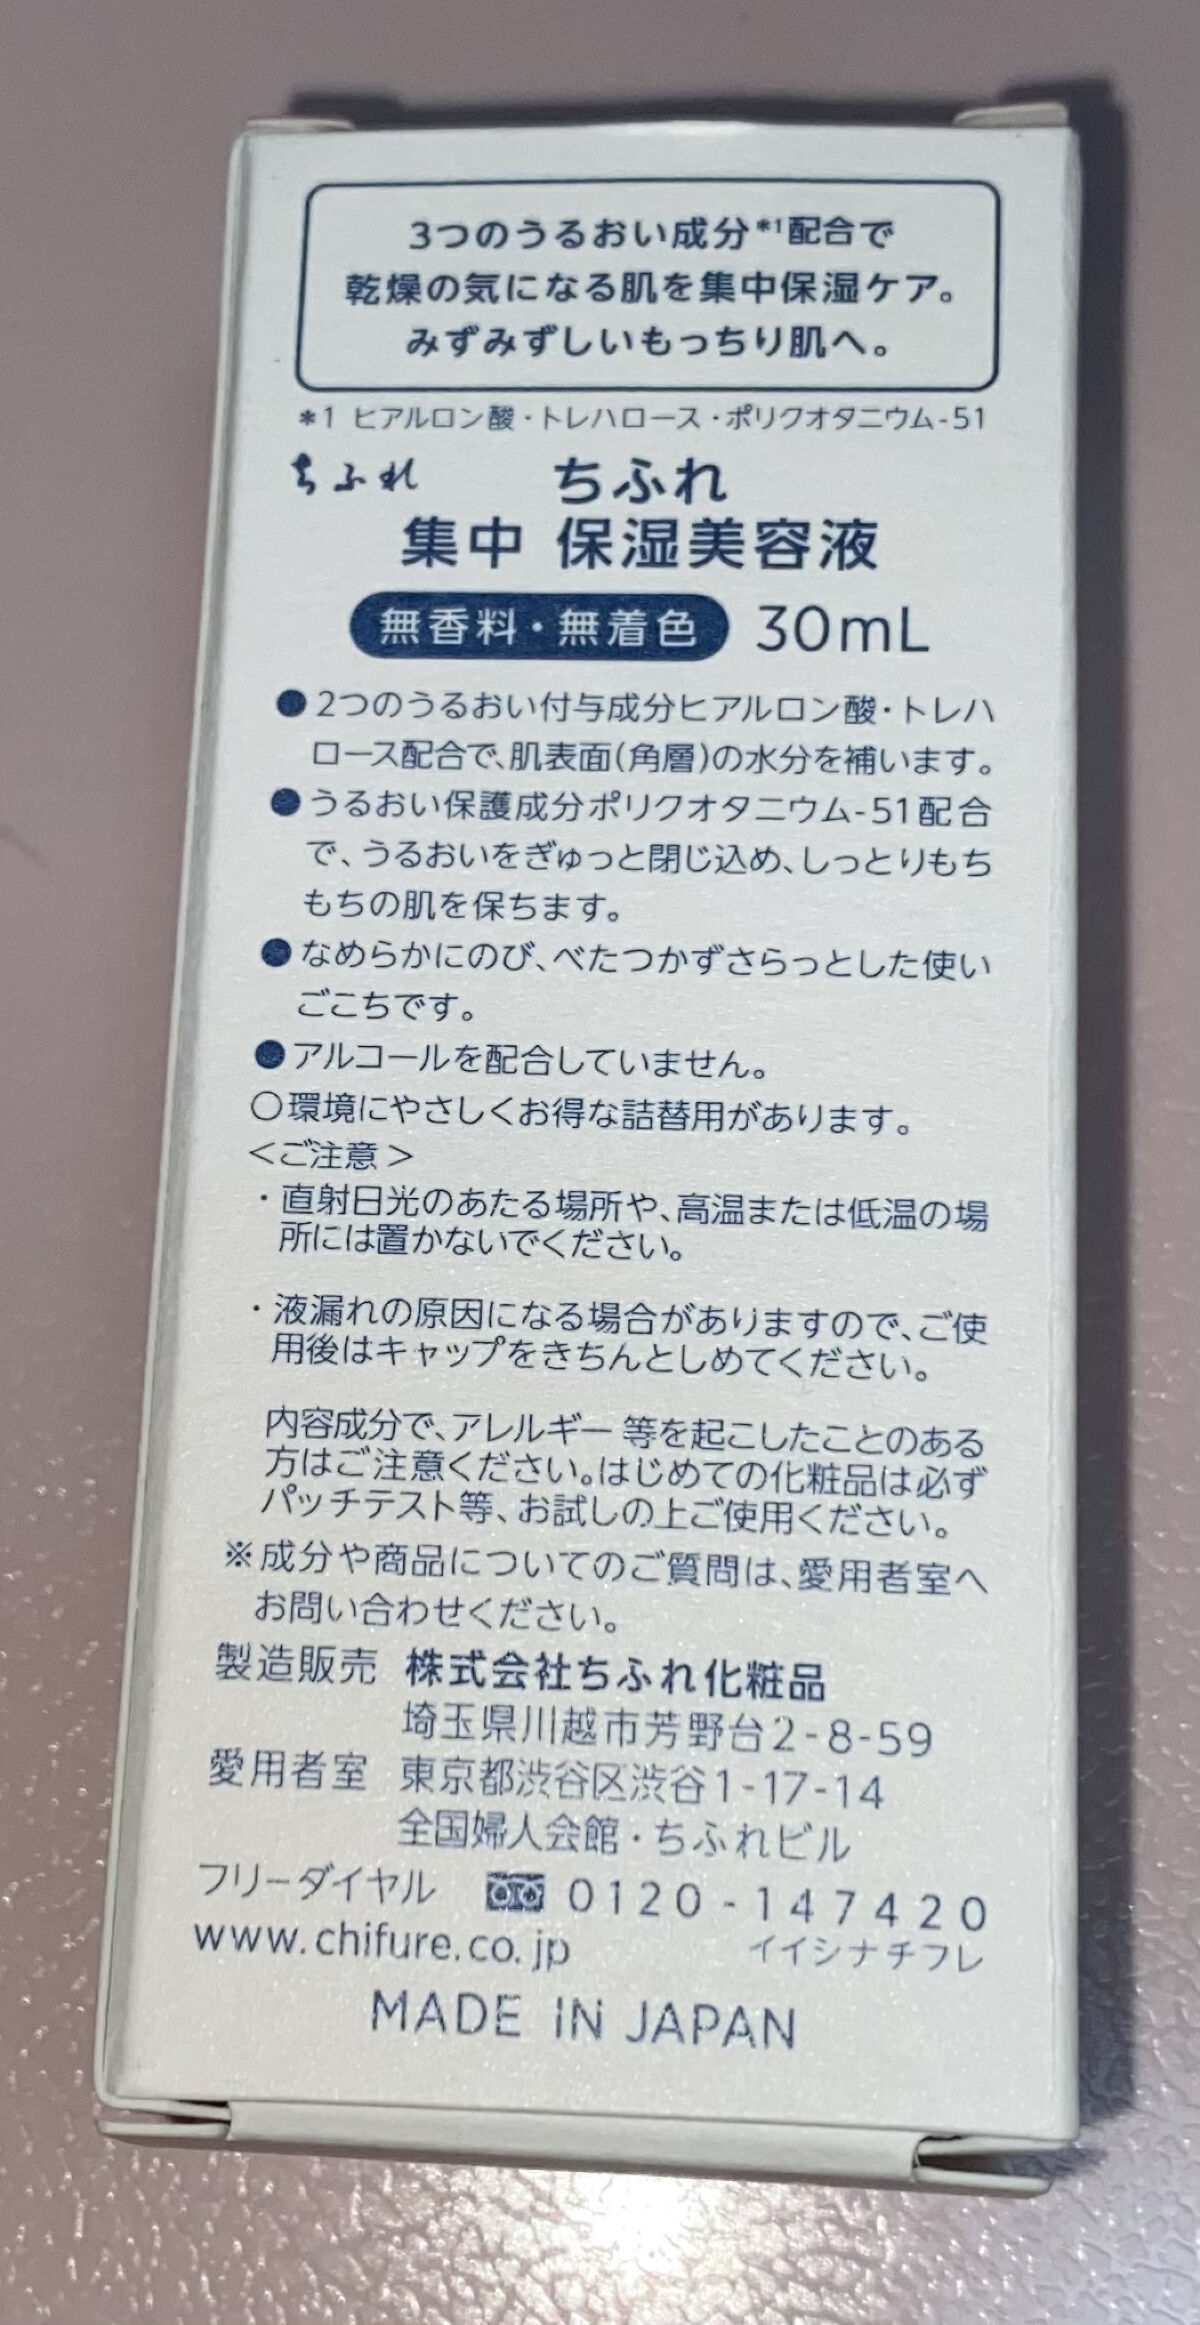 3つのうるおい成分*1配合で
乾燥の気になる肌を集中保湿ケア。
みずみずしいもっちり肌へ。
*1 ヒアルロン酸・トレハロース・ポリクオタニウム-51
ちふれ ちふれ
集中 保湿美容液
無香料・無着色 30mL
●2つのうるおい付与成分ヒアルロン酸・トレハ
ロース配合で、肌表面(角層)の水分を補います。
●うるおい保護成分ポリクオタニウム-51配合
で、うるおいをぎゅっと閉じ込め、しっとりもち
もちの肌を保ちます。
●なめらかにのび、べたつかずさらっとした使い
ごこちです。
●アルコールを配合していません。
○環境にやさしくお得な詰替用があります。
<ご注意>
・直射日光のあたる場所や、高温または低温の場
所には置かないでください。
・液漏れの原因になる場合がありますので、ご使
用後はキャップをきちんとしめてください。
内容成分で、アレルギー等を起こしたことのある
方はご注意ください。はじめての化粧品は必ず
パッチテスト等、お試しの上ご使用ください。
※成分や商品についてのご質問は、愛用者室へ
お問い合わせください。
製造販売 株式会社ちふれ化粧品
埼玉県川越市芳野台2-8-59
愛用者室 東京都渋谷区渋谷1-17-14
全国婦人会館・ちふれビル
フリーダイヤル 0120-147420
www.chifure.co.jp イイシナチフレ
MADE IN JAPAN